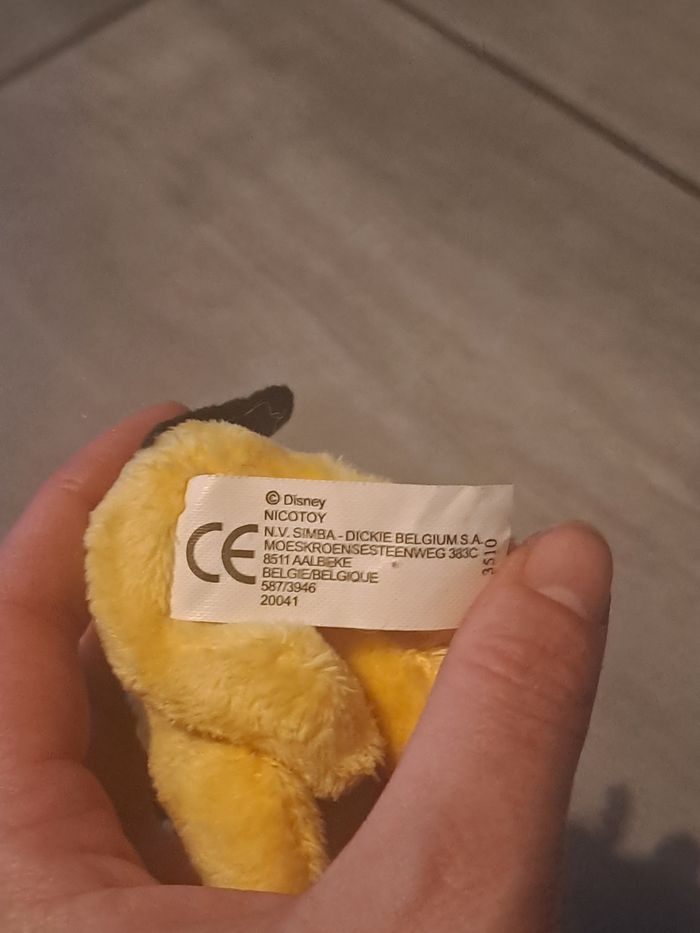 © Disney
NICOTOY
CE
N.V. SIMBA - DICKIE BELGIUM S.A.
MOESKROENSESTEENWEG 383C
8511 AALBEKE
BELGIE/BELGIQUE
587/3946
20041
3510